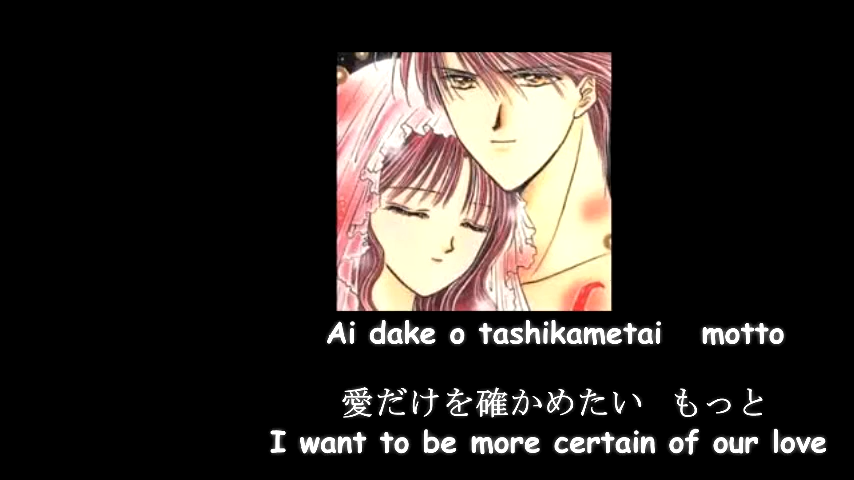 Ai dake o tashikametai motto
愛だけを確かめたい もっと
I want to be more certain of our love